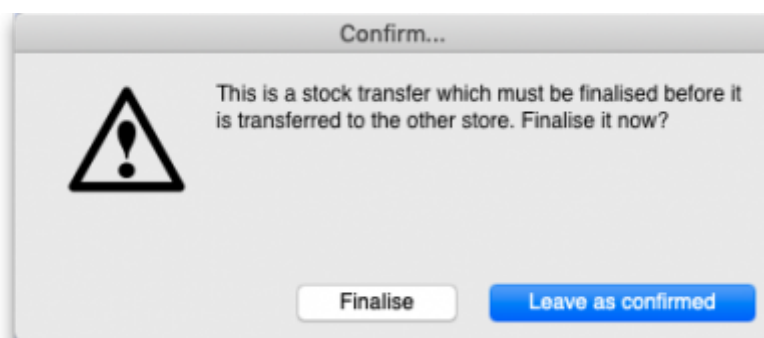 Confirm...
This is a stock transfer which must be finalised before it
is transferred to the other store. Finalise it now?
Finalise
Leave as confirmed